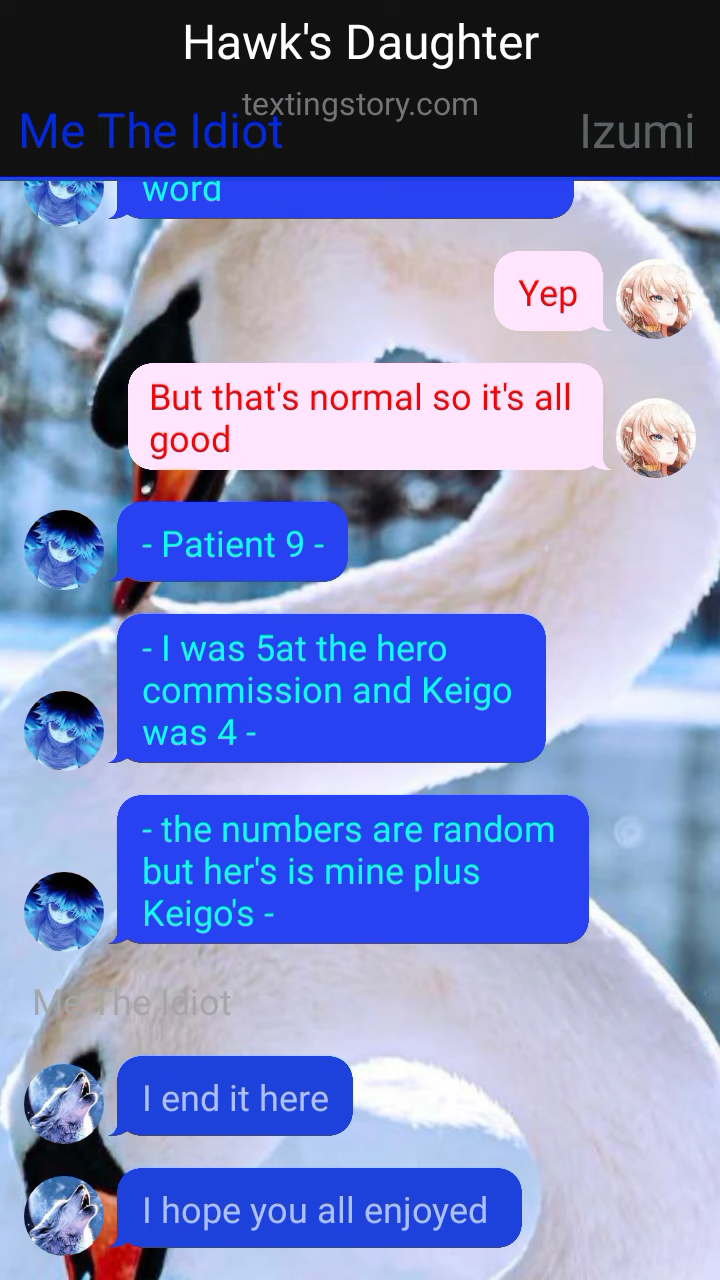 Hawk's Daughter
textingstory.com
Me The Idiot
Izumi
word
Yep
But that's normal so it's all
good
- Patient 9 -
- I was 5at the hero
commission and Keigo
was 4 -
- the numbers are random
but her's is mine plus
Keigo's -
Me The Idiot
I end it here
I hope you all enjoyed